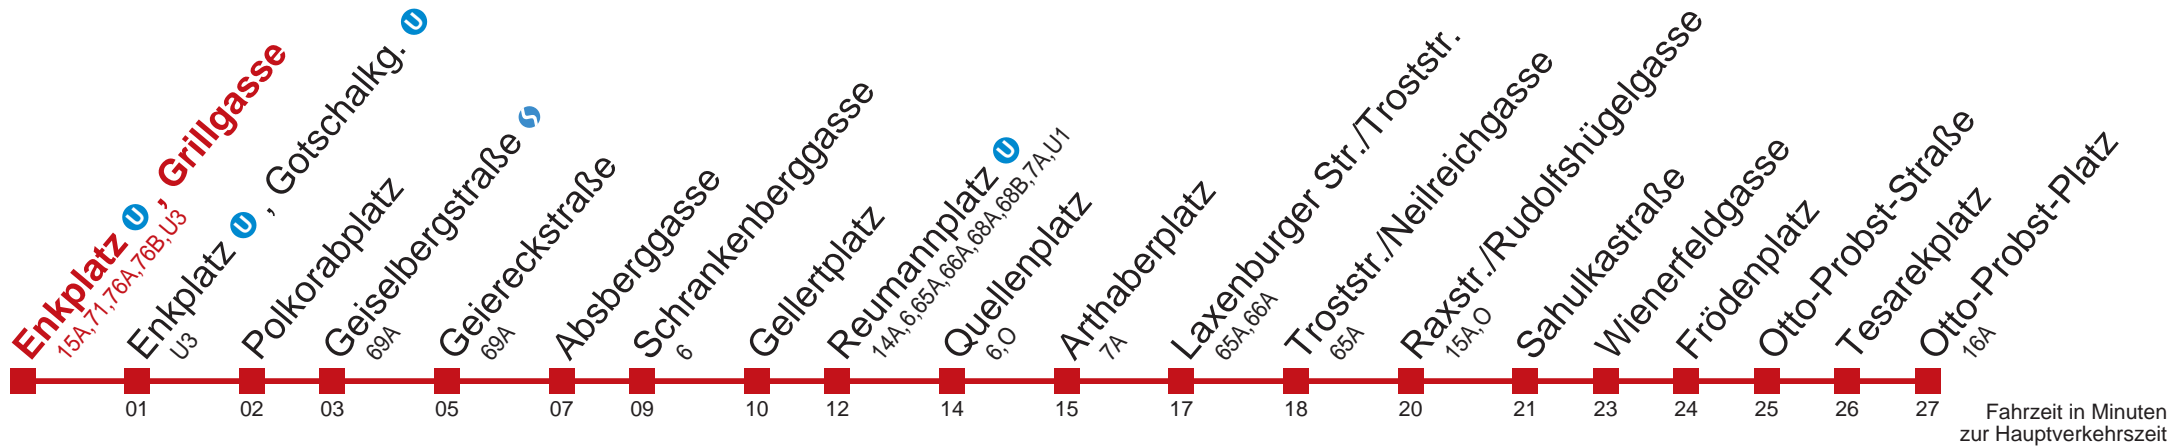 Enkplatz U , Grillgasse
15A,71,76A,76B,U3
Enkplatz U , Gotschalkg. U
U3
Polkorabplatz
Geiselbergstraße
69A
Geiereckstraße
69A
Absberggasse
Schrankenberggasse
6
Gellertplatz
Reumannplatz U
14A,6,65A,66A,68A,68B,7A,U1
Quellenplatz
6,O
Arthaberplatz
7A
Laxenburger Str./Troststr.
65A,66A
Troststr./Neilreichgasse
65A
Raxstr./Rudolfshügelgasse
15A,O
Sahulkastraße
Wienerfeldgasse
Frödenplatz
Otto-Probst-Straße
Tesarekplatz
Otto-Probst-Platz
16A
01 02 03 05 07 09 10 12 14 15 17 18 20 21 23 24 25 26 27
Fahrzeit in Minuten
zur Hauptverkehrszeit